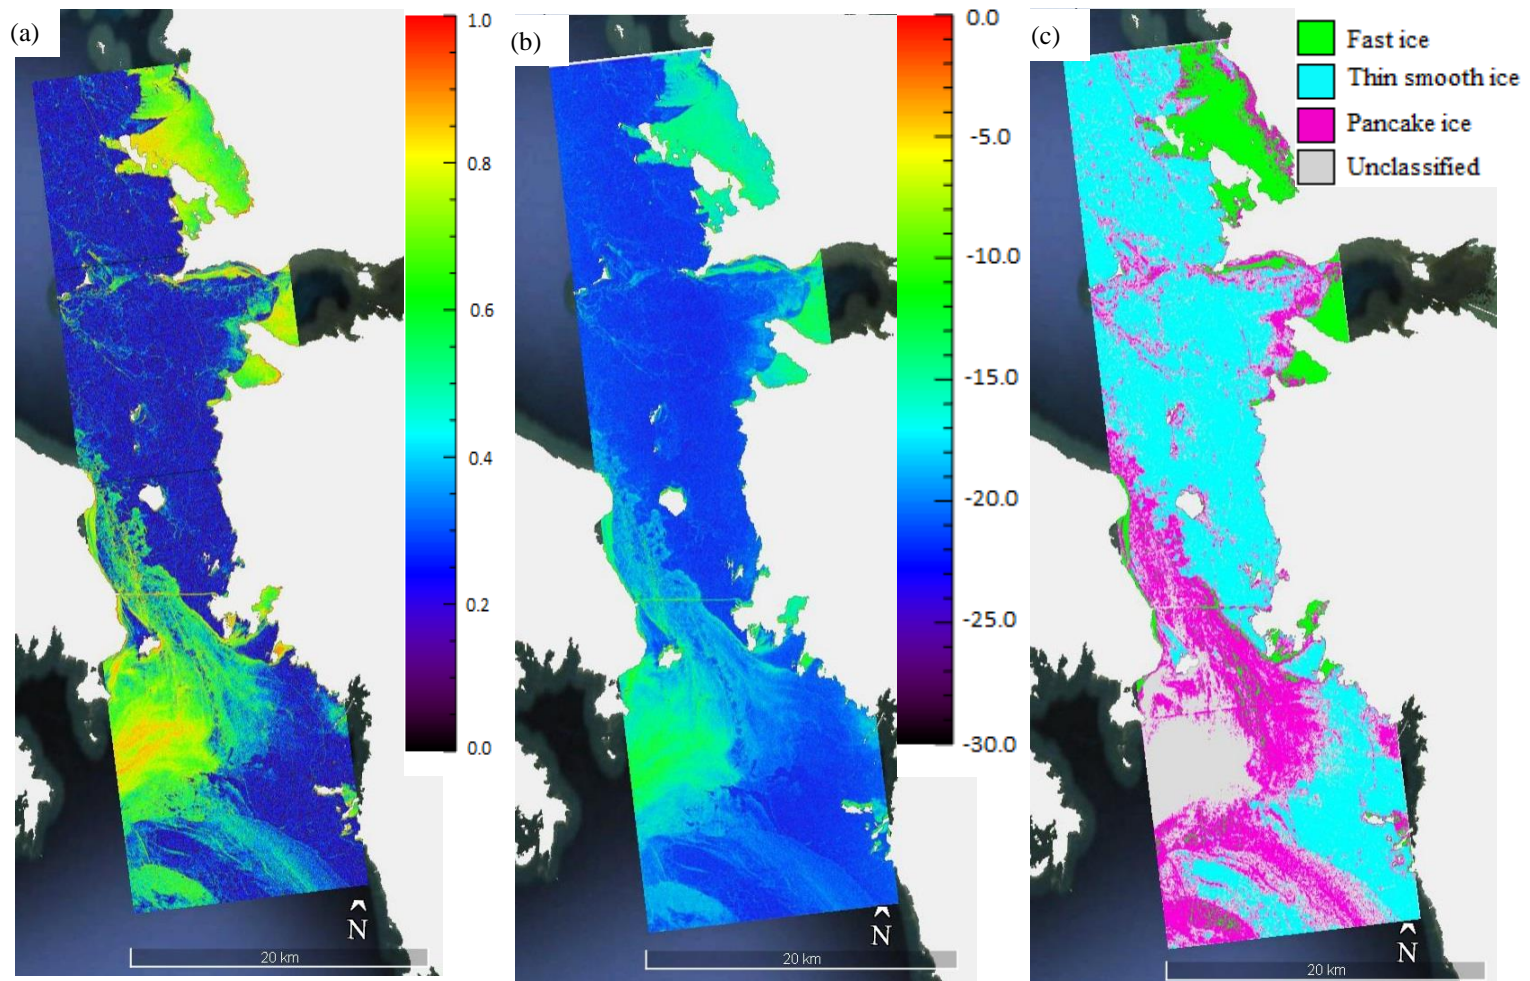 (a)
1.0
0.8
0.6
0.4
0.2
0.0
N
20 km
(b)
0.0
-5.0
-10.0
-15.0
-20.0
-25.0
-30.0
N
20 km
(c)
Fast ice
Thin smooth ice
Pancake ice
Unclassified
N
20 km